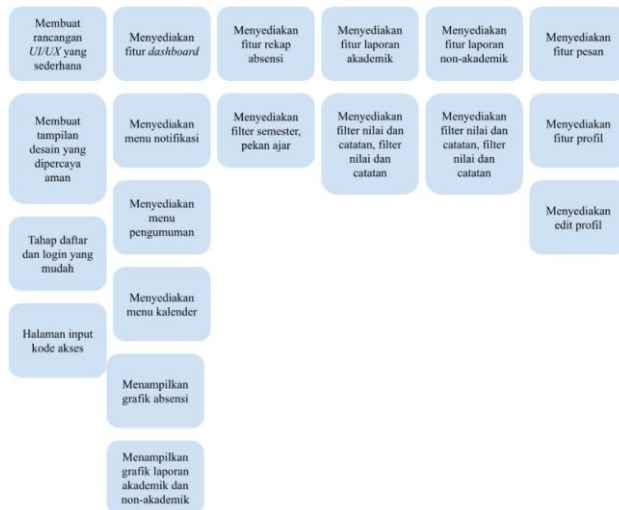 Membuat
rancangan
UI/UX yang
sederhana
Membuat
tampilan
desain yang
dipercaya
aman
Tahap daftar
dan login yang
mudah
Halaman input
kode akses
Menyediakan
fitur dashboard
Menyediakan
menu notifikasi
Menyediakan
menu
pengumuman
Menyediakan
menu kalender
Menampilkan
grafik absensi
Menampilkan
grafik laporan
akademik dan
non-akademik
Menyediakan
fitur rekap
absensi
Menyediakan
filter semester,
pekan ajar
Menyediakan
fitur laporan
akademik
Menyediakan
filter nilai dan
catatan, filter
nilai dan
catatan
Menyediakan
fitur laporan
non-akademik
Menyediakan
filter nilai dan
catatan, filter
nilai dan
catatan
Menyediakan
fitur pesan
Menyediakan
fitur profil
Menyediakan
edit profil